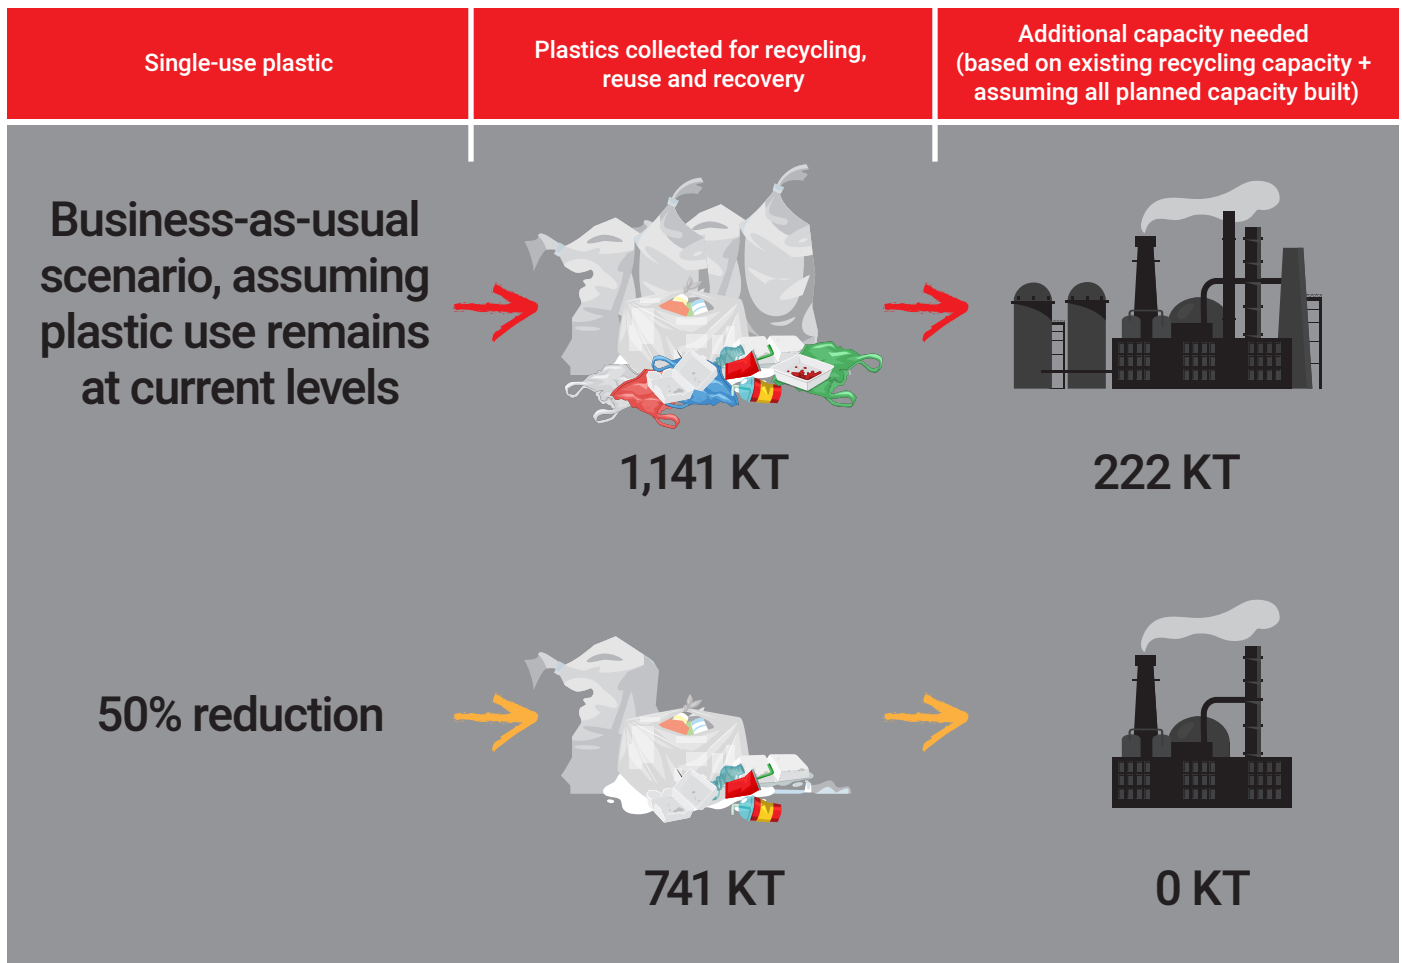 Single-use plastic
Plastics collected for recycling,
reuse and recovery
Additional capacity needed
(based on existing recycling capacity +
assuming all planned capacity built)
Business-as-usual
scenario, assuming
plastic use remains
at current levels
1,141 KT
222 KT
50% reduction
741 KT
0 KT